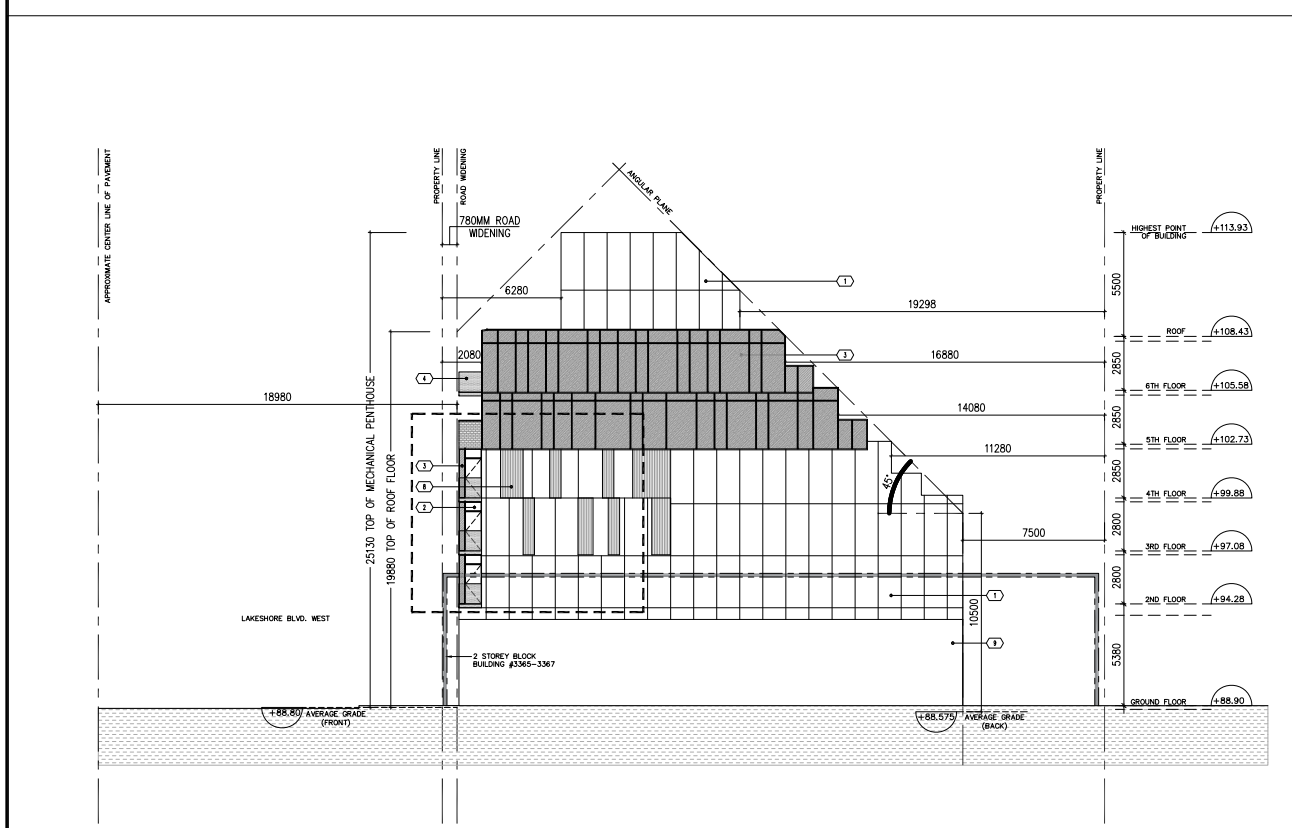 APPROXIMATE CENTER LINE OF PAVEMENT
PROPERTY LINE
ROAD WIDENING
780MM ROAD
WIDENING
ANGULAR PLANE
PROPERTY LINE
HIGHEST POINT
OF BUILDING
+113.93
1
5500
6280
19298
ROOF
+108.43
2080
3
16880
2850
4
6TH FLOOR
+105.58
18980
14080
2850
5TH FLOOR
+102.73
11280
3
45°
2850
8
4TH FLOOR
+99.88
2
2800
7500
3RD FLOOR
+97.08
25130 TOP OF MECHANICAL PENTHOUSE
19880 TOP OF ROOF FLOOR
2800
1
2ND FLOOR
+94.28
10500
LAKESHORE BLVD. WEST
9
2 STOREY BLOCK
BUILDING #3365-3367
5380
GROUND FLOOR
+88.90
+88.80
AVERAGE GRADE
(FRONT)
+88.575
AVERAGE GRADE
(BACK)